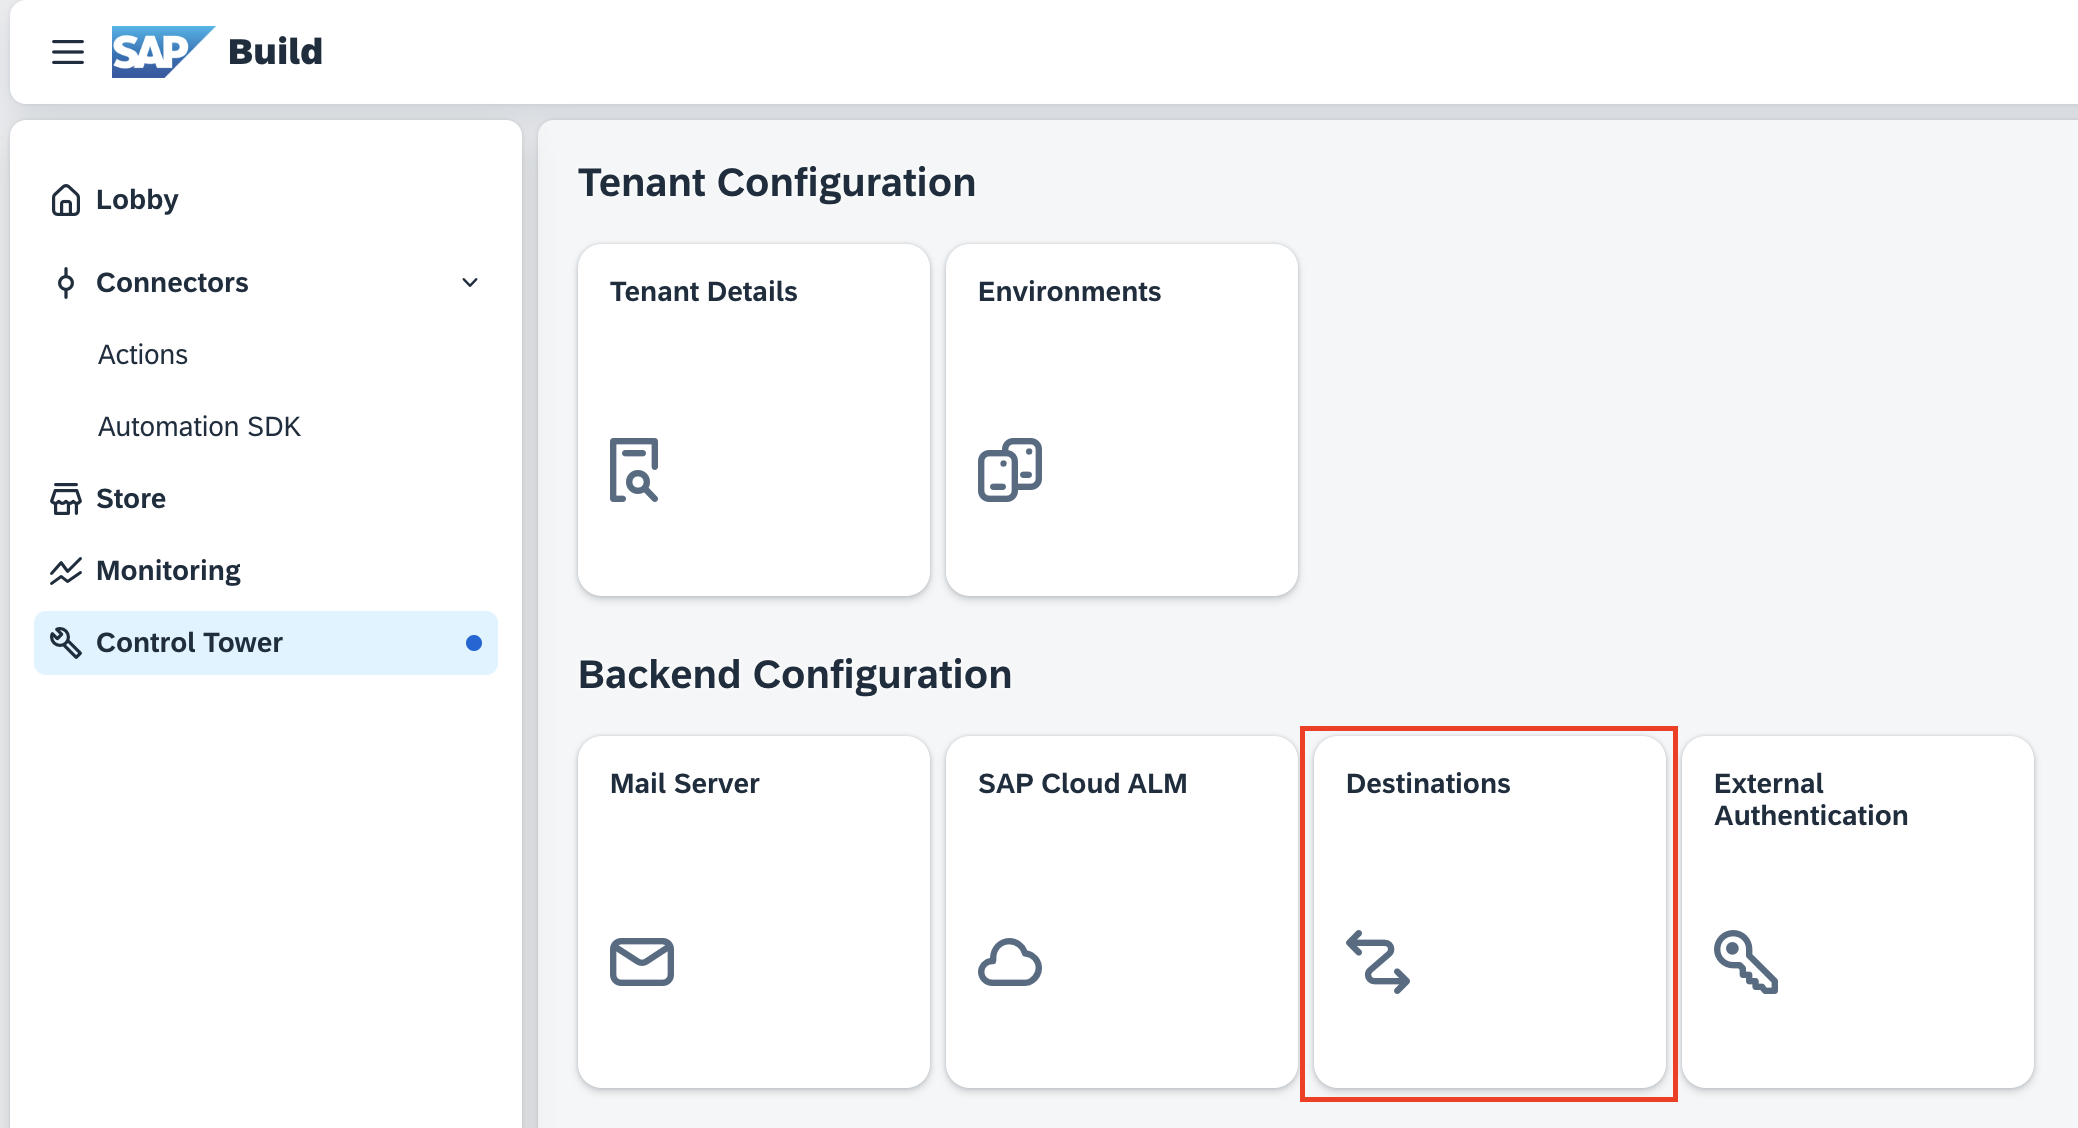 SAP Build
Lobby
Connectors
Actions
Automation SDK
Store
Monitoring
Control Tower
Tenant Configuration
Tenant Details
Environments
Backend Configuration
Mail Server
SAP Cloud ALM
Destinations
External
Authentication